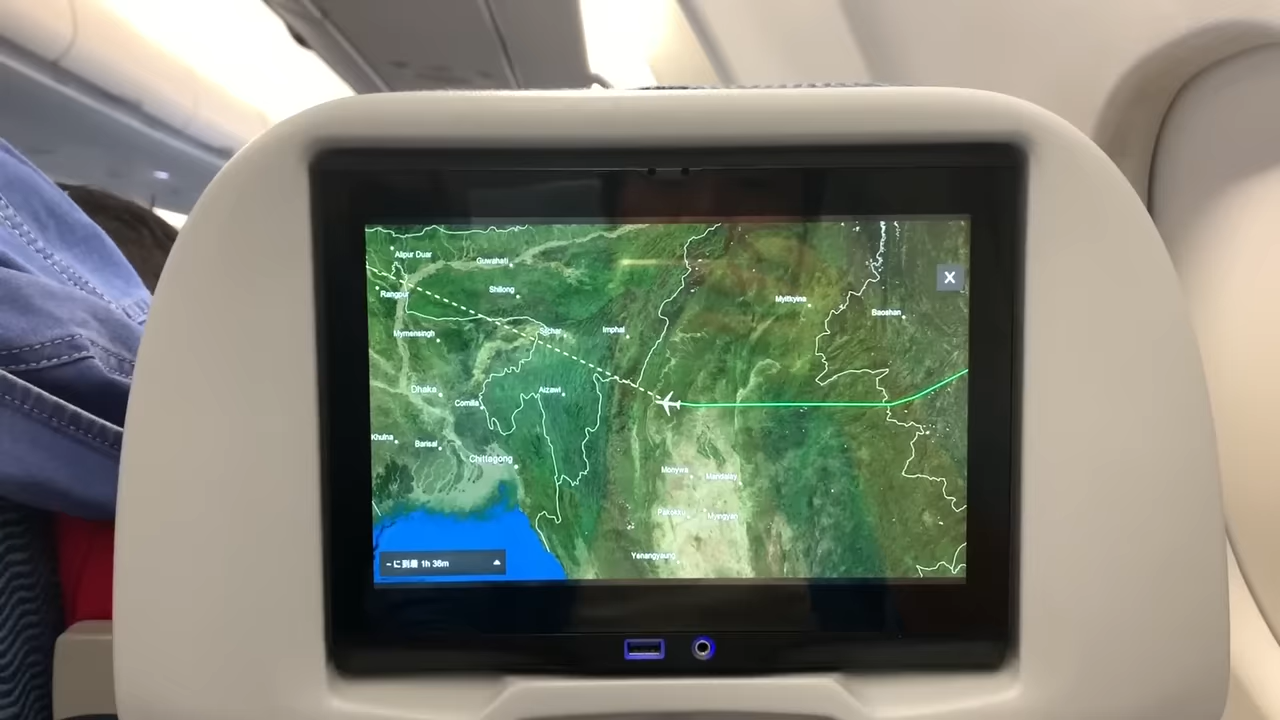 Alipur Duar
Guwahati
Shillong
Rangpur
Myitkyina
Baoshan
Mymensingh
Silchar
Imphal
Dhaka
Comilla
Aizawl
Khulna
Barisal
Chittagong
Monywa
Mandalay
Pakokku
Myingyan
Yenangyaung
~に到着 1h 36m
X